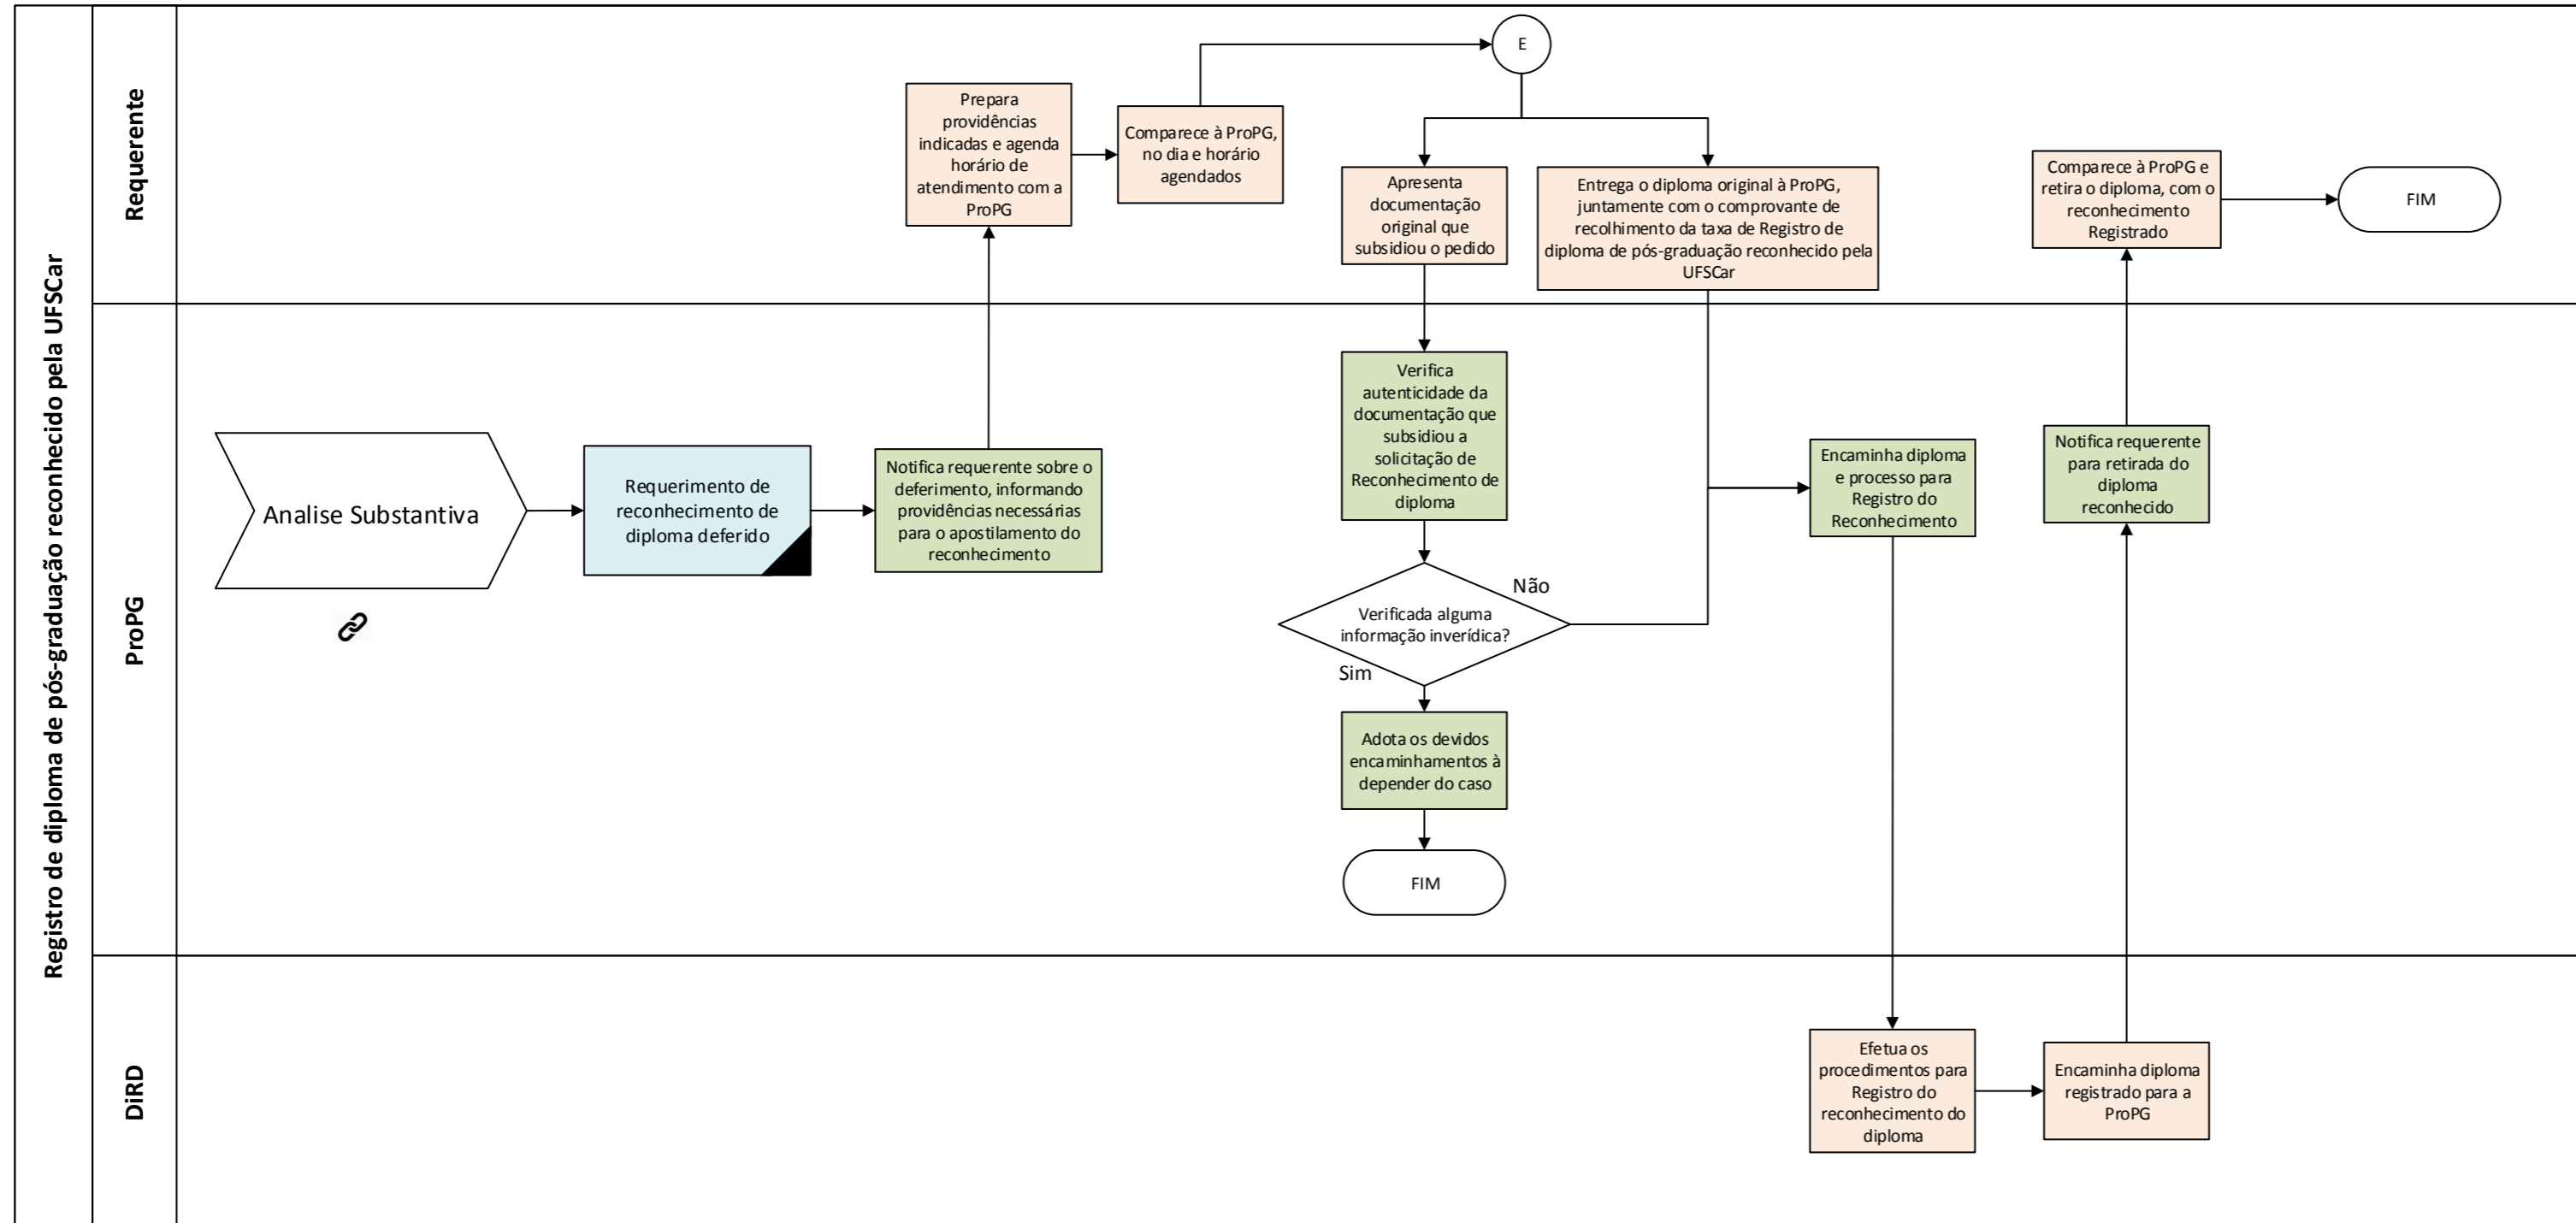 Registro de diploma de pós-graduação reconhecido pela UFSCar
Requerente
Prepara
providências
indicadas e agenda
horário de
atendimento com a
ProPG
Comparece à ProPG,
no dia e horário
agendados
E
Apresenta
documentação
original que
subsidiou o pedido
Entrega o diploma original à ProPG,
juntamente com o comprovante de
recolhimento da taxa de Registro de
diploma de pós-graduação reconhecido pela
UFSCar
Comparece à ProPG e
retira o diploma, com o
reconhecimento
Registrado
FIM
ProPG
Analise Substantiva
Requerimento de
reconhecimento de
diploma deferido
Notifica requerente sobre o
deferimento, informando
providências necessárias
para o apostilamento do
reconhecimento
Verifica
autenticidade da
documentação que
subsidiou a
solicitação de
Reconhecimento de
diploma
Verificada alguma
informação inverídica?
Não
Sim
Adota os devidos
encaminhamentos à
depender do caso
FIM
Encaminha diploma
e processo para
Registro do
Reconhecimento
Notifica requerente
para retirada do
diploma
reconhecido
DiRD
Efetua os
procedimentos para
Registro do
reconhecimento do
diploma
Encaminha diploma
registrado para a
ProPG